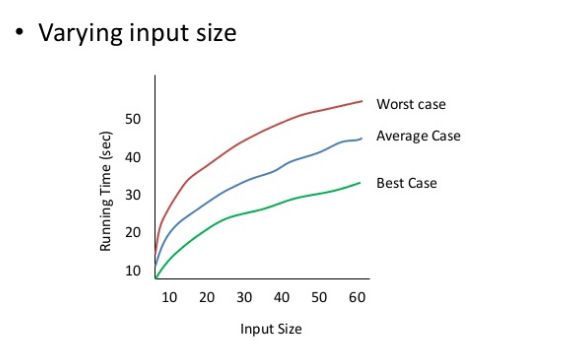 • Varying input size
Worst case
50
Average Case
40
Running Time (sec)
30
Best Case
20
10
10 20 30 40 50 60
Input Size